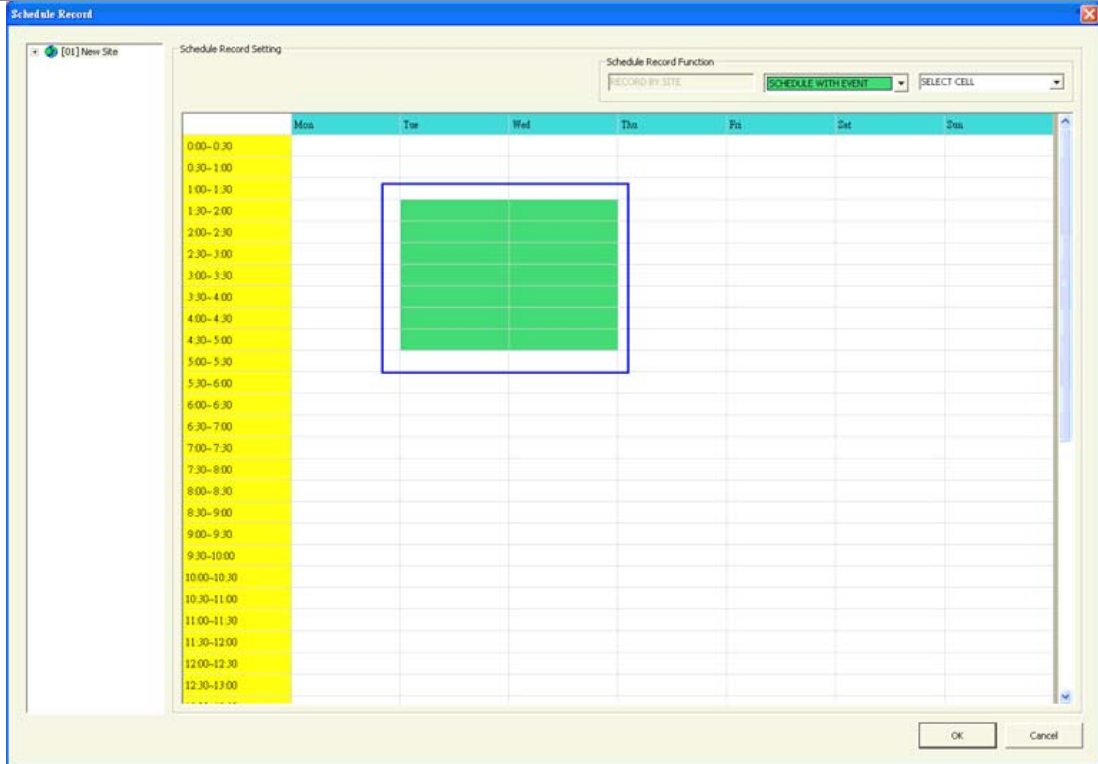 Schedule Record
[01] New Site
Schedule Record Setting
Schedule Record Function
RECORD BY SITE
SCHEDULE WITH EVENT
SELECT CELL
Mon Tue Wed Thu Fri Sat Sun
0:00~0:30
0:30~1:00
1:00~1:30
1:30~2:00
2:00~2:30
2:30~3:00
3:00~3:30
3:30~4:00
4:00~4:30
4:30~5:00
5:00~5:30
5:30~6:00
6:00~6:30
6:30~7:00
7:00~7:30
7:30~8:00
8:00~8:30
8:30~9:00
9:00~9:30
9:30~10:00
10:00~10:30
10:30~11:00
11:00~11:30
11:30~12:00
12:00~12:30
12:30~13:00
OK
Cancel